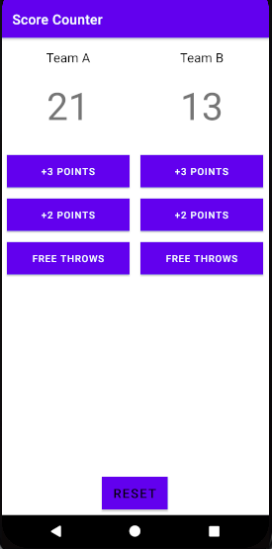 Score Counter
Team A
Team B
21
13
+3 POINTS
+3 POINTS
+2 POINTS
+2 POINTS
FREE THROWS
FREE THROWS
RESET